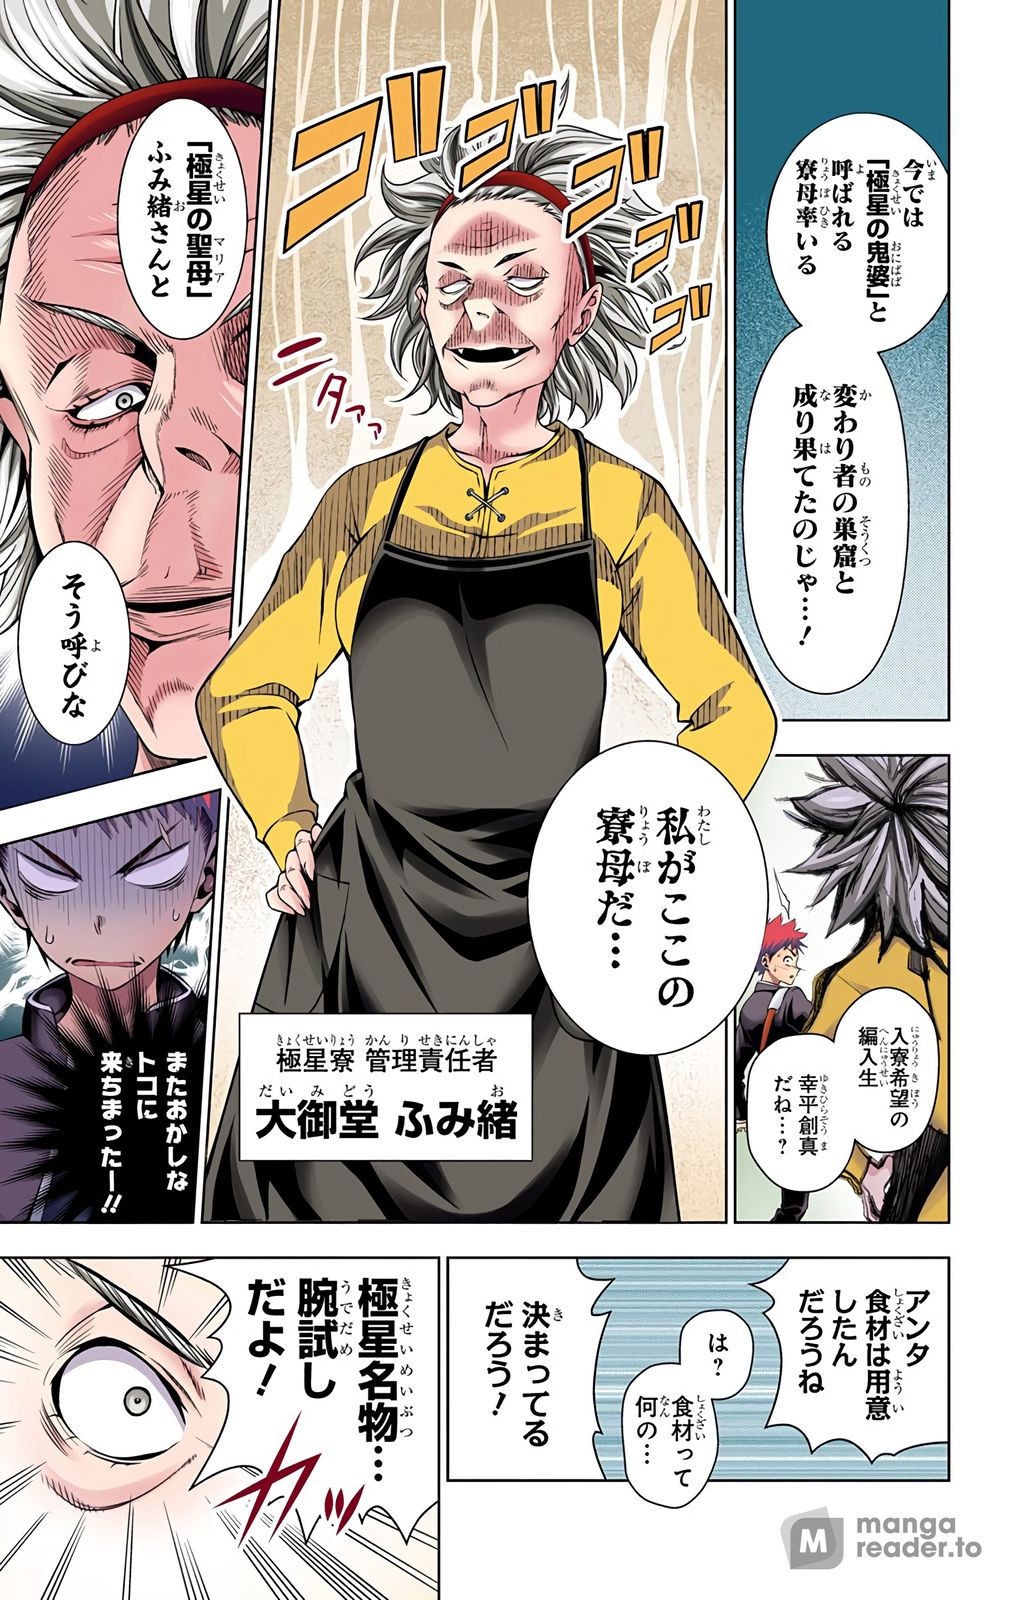 今では
「極星の鬼婆」と
呼ばれる
寮母率いる
変わり者の巣窟と
成り果てたのじゃ…！
ゴゴゴゴゴゴ
ニタァァ
「極星の聖母」
ふみ緒さんと
そう呼びな
入寮希望の
編入生
幸平創真
だね…？
私がここの
寮母だ…
極星寮 管理責任者
大御堂 ふみ緒
またおかしな
トコに
来ちまったー!!
アンタ
食材は用意
したん
だろうね
は？
食材って
何の…
決まってる
だろう！
極星名物…
腕試し
だよ！
カッ
M manga
reader.to